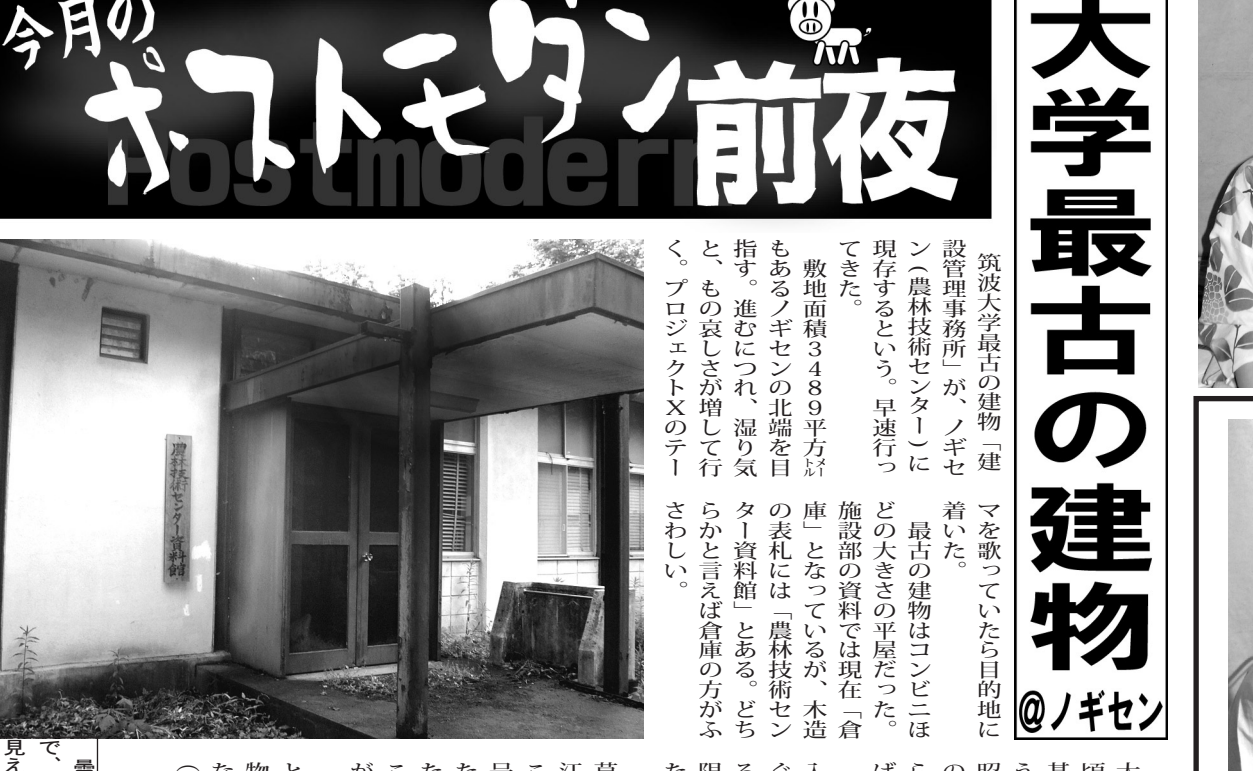 今月の
ポストモダン前夜
Postmodern
大学最古の建物
@ノギセン
筑波大学最古の建物「建
設管理事務所」が、ノギセ
ン(農林技術センター)に
現存するという。早速行っ
てきた。
敷地面積3489平方メートル
もあるノギセンの北端を目
指す。進むにつれ、湿り気
と、もの哀しさが増して行
く。プロジェクトXのテー
マを歌っていたら目的地に
着いた。
最古の建物はコンビニほ
どの大きさの平屋だった。
施設部の資料では現在「倉
庫」となっているが、木造
の表札には「農林技術セン
ター資料館」とある。どち
らかと言えば倉庫の方がふ
さわしい。
農林技術センター資料館
で、
見え